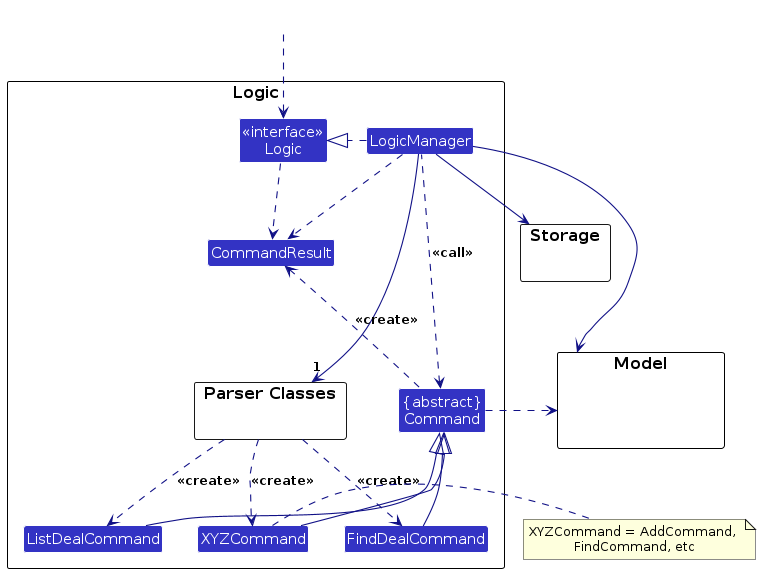 Logic
«interface»
Logic
LogicManager
Storage
CommandResult
«call»
«create»
1
Model
Parser Classes
{abstract}
Command
«create»
«create»
«create»
ListDealCommand
XYZCommand
FindDealCommand
XYZCommand = AddCommand,
FindCommand, etc